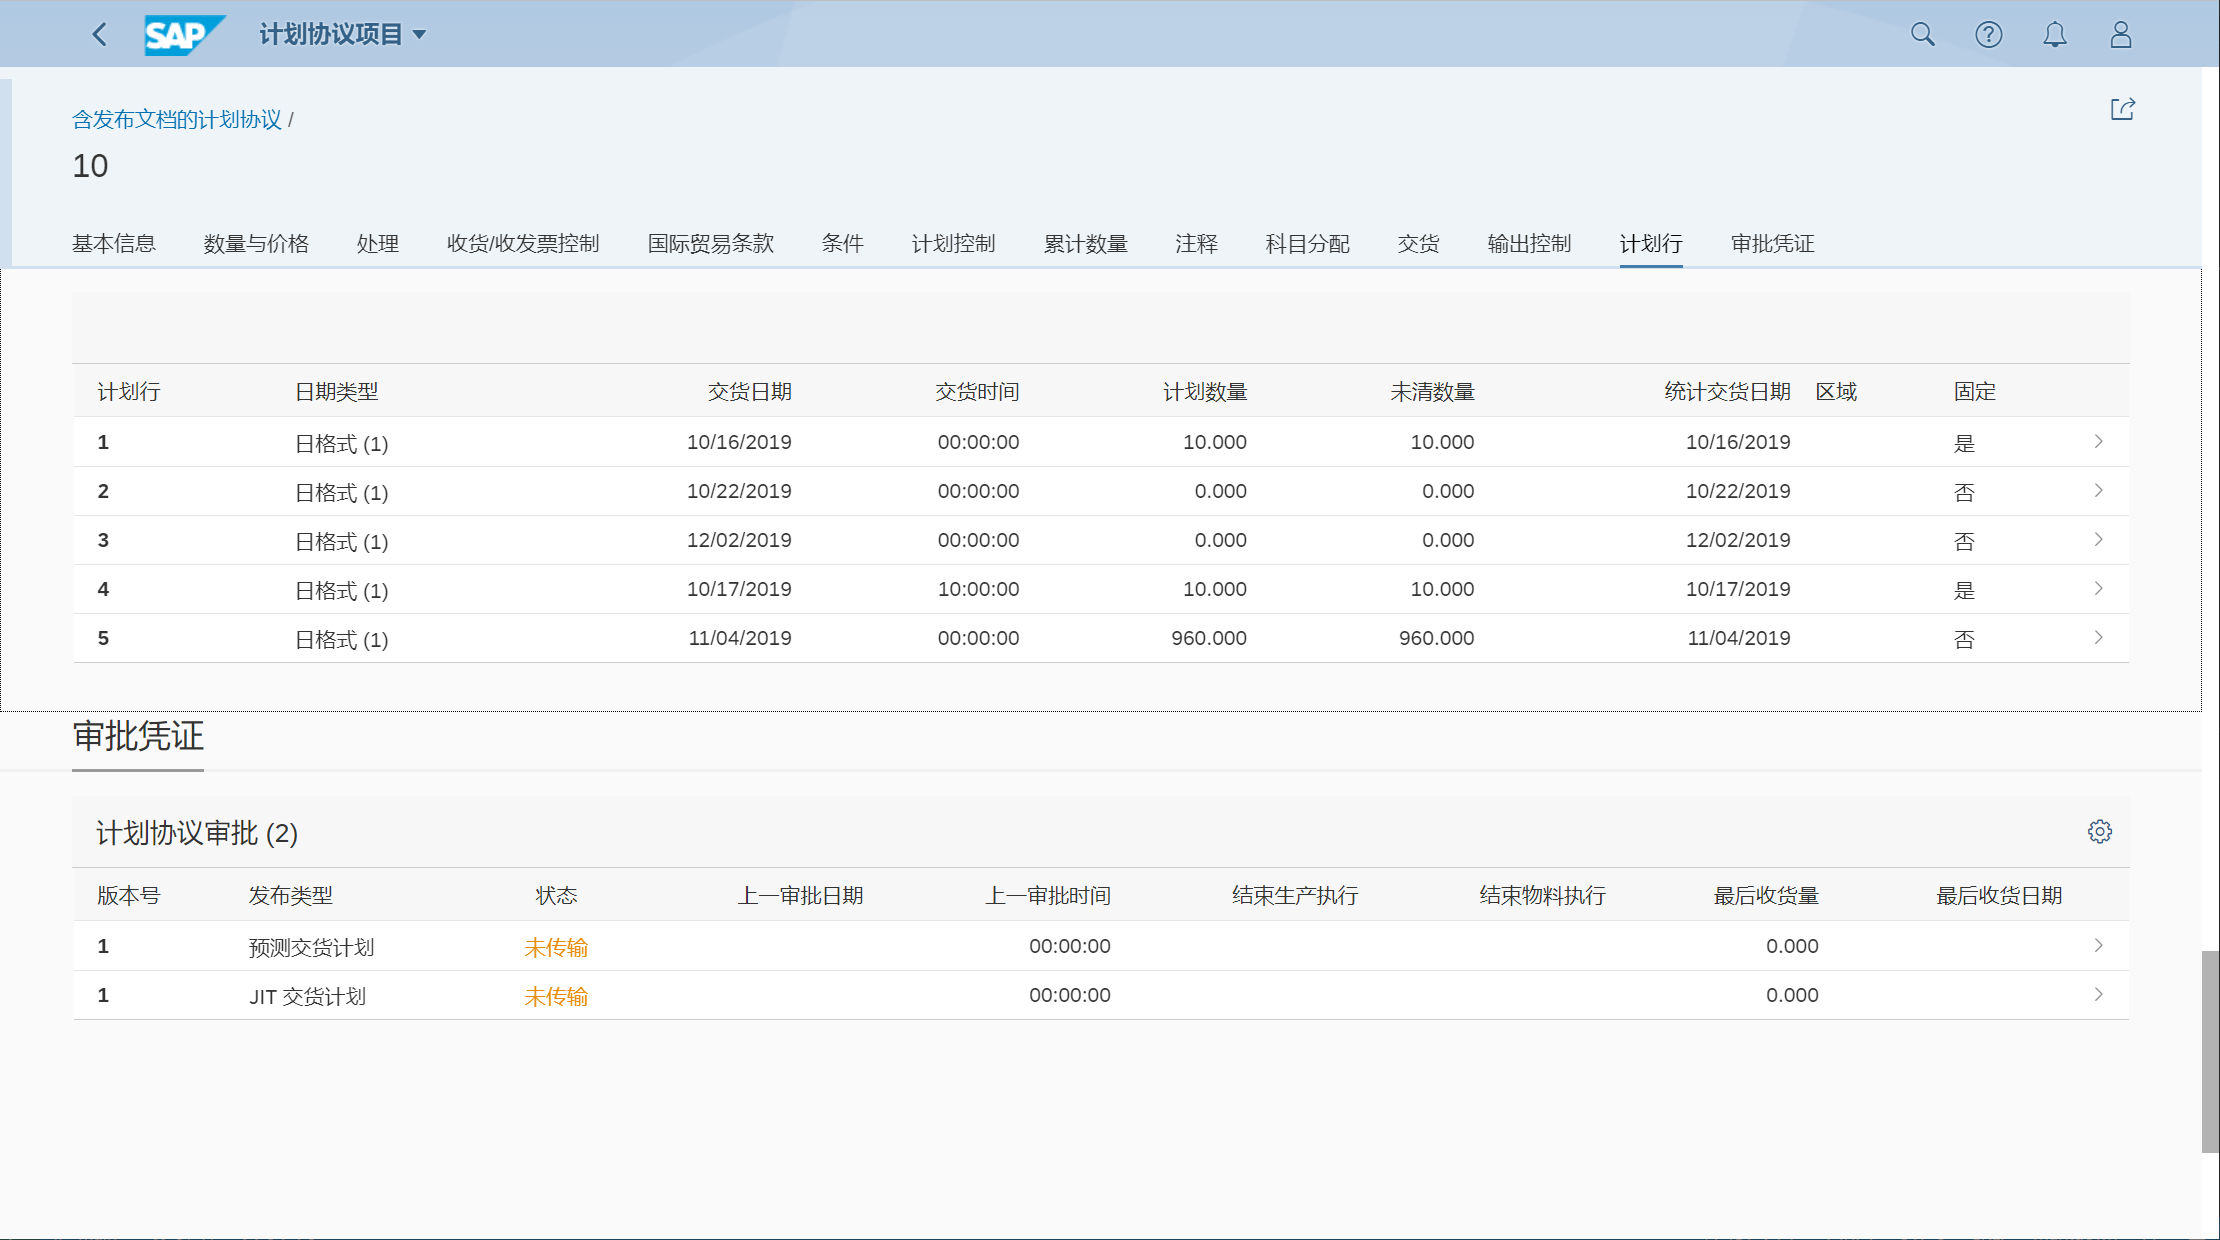 SAP 计划协议项目
含发布文档的计划协议 /
10
基本信息 数量与价格 处理 收货/收发票控制 国际贸易条款 条件 计划控制 累计数量 注释 科目分配 交货 输出控制 计划行 审批凭证
计划行 日期类型 交货日期 交货时间 计划数量 未清数量 统计交货日期 区域 固定
1 日格式 (1) 10/16/2019 00:00:00 10.000 10.000 10/16/2019 是
2 日格式 (1) 10/22/2019 00:00:00 0.000 0.000 10/22/2019 否
3 日格式 (1) 12/02/2019 00:00:00 0.000 0.000 12/02/2019 否
4 日格式 (1) 10/17/2019 10:00:00 10.000 10.000 10/17/2019 是
5 日格式 (1) 11/04/2019 00:00:00 960.000 960.000 11/04/2019 否
审批凭证
计划协议审批 (2)
版本号 发布类型 状态 上一审批日期 上一审批时间 结束生产执行 结束物料执行 最后收货量 最后收货日期
1 预测交货计划 未传输 00:00:00 0.000
1 JIT 交货计划 未传输 00:00:00 0.000